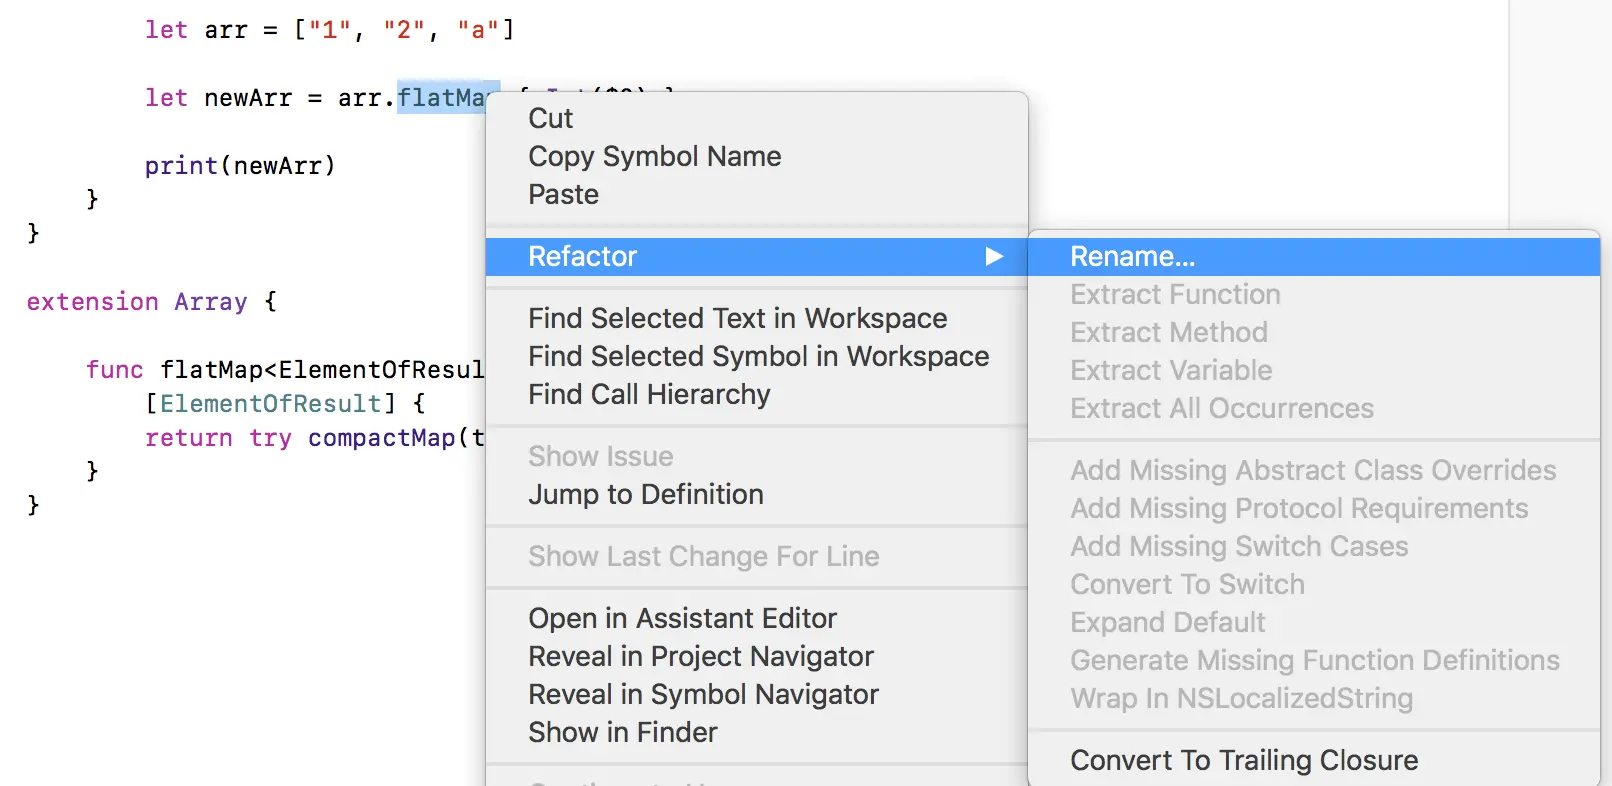 let arr = ["1", "2", "a"]
let newArr = arr.flatMap { Int($0) }
print(newArr)
}
}
extension Array {
func flatMap<ElementOfResul
[ElementOfResult] {
return try compactMap(t
}
}
Cut
Copy Symbol Name
Paste
Refactor
Find Selected Text in Workspace
Find Selected Symbol in Workspace
Find Call Hierarchy
Show Issue
Jump to Definition
Show Last Change For Line
Open in Assistant Editor
Reveal in Project Navigator
Reveal in Symbol Navigator
Show in Finder
Rename...
Extract Function
Extract Method
Extract Variable
Extract All Occurrences
Add Missing Abstract Class Overrides
Add Missing Protocol Requirements
Add Missing Switch Cases
Convert To Switch
Expand Default
Generate Missing Function Definitions
Wrap In NSLocalizedString
Convert To Trailing Closure